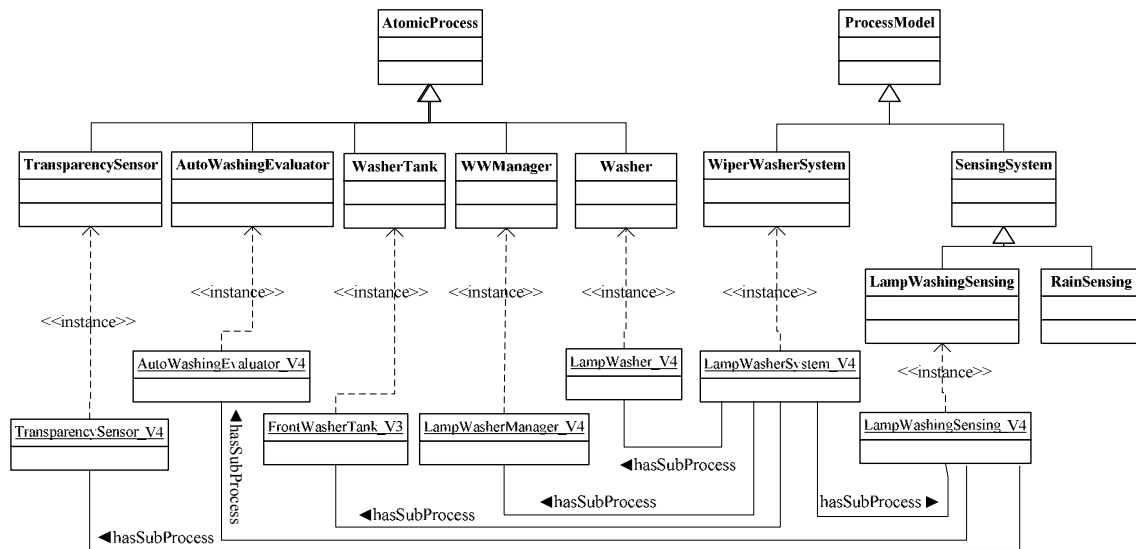 AtomicProcess
ProcessModel
TransparencySensor
AutoWashingEvaluator
WasherTank
WWManager
Washer
WiperWasherSystem
SensingSystem
LampWashingSensing
RainSensing
<<instance>>
<<instance>>
<<instance>>
<<instance>>
<<instance>>
<<instance>>
<<instance>>
AutoWashingEvaluator_V4
LampWasher_V4
LampWasherSystem_V4
TransparencySensor_V4
FrontWasherTank_V3
LampWasherManager_V4
LampWashingSensing_V4
◄hasSubProcess
◄hasSubProcess
◄hasSubProcess
hasSubProcess►
◄hasSubProcess
◄hasSubProcess